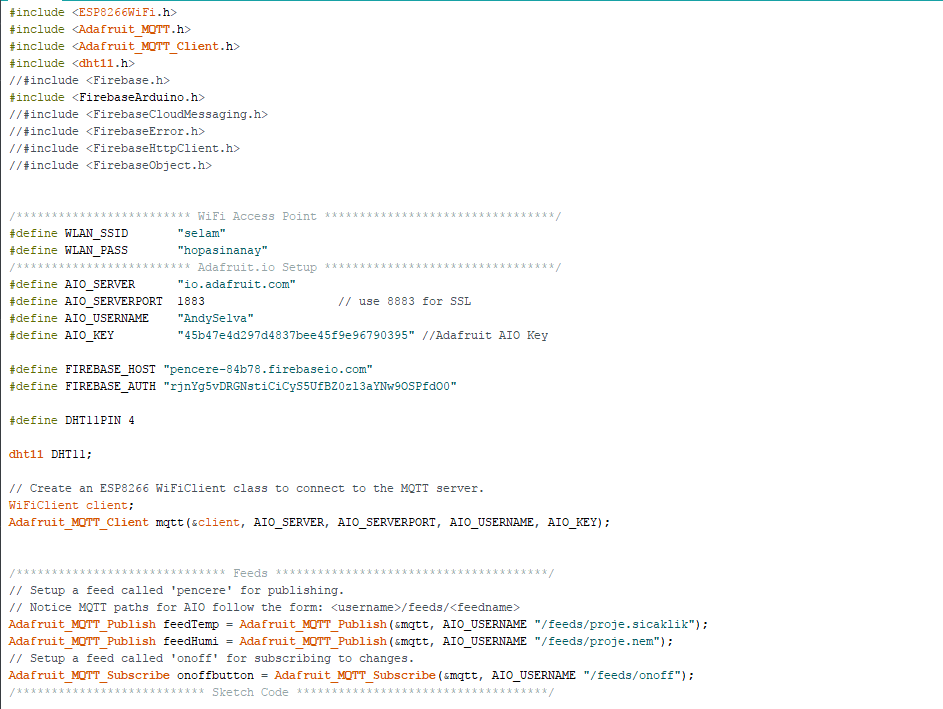 #include <ESP8266WiFi.h>
#include <Adafruit_MQTT.h>
#include <Adafruit_MQTT_Client.h>
#include <dht11.h>
//#include <Firebase.h>
#include <FirebaseArduino.h>
//#include <FirebaseCloudMessaging.h>
//#include <FirebaseError.h>
//#include <FirebaseHttpClient.h>
//#include <FirebaseObject.h>
/************************* WiFi Access Point *********************************/
#define WLAN_SSID       "selam"
#define WLAN_PASS       "hopasinanay"
/************************* Adafruit.io Setup *********************************/
#define AIO_SERVER      "io.adafruit.com"
#define AIO_SERVERPORT  1883                   // use 8883 for SSL
#define AIO_USERNAME    "AndySelva"
#define AIO_KEY         "45b47e4d297d4837bee45f9e96790395" //Adafruit AIO Key
#define FIREBASE_HOST "pencere-84b78.firebaseio.com"
#define FIREBASE_AUTH "rjnYg5vDRGNstiCiCyS5UfBZ0zl3aYNw9OSPfdO0"
#define DHT11PIN 4
dht11 DHT11;
// Create an ESP8266 WiFiClient class to connect to the MQTT server.
WiFiClient client;
Adafruit_MQTT_Client mqtt(&client, AIO_SERVER, AIO_SERVERPORT, AIO_USERNAME, AIO_KEY);
/****************************** Feeds ***************************************/
// Setup a feed called 'pencere' for publishing.
// Notice MQTT paths for AIO follow the form: <username>/feeds/<feedname>
Adafruit_MQTT_Publish feedTemp = Adafruit_MQTT_Publish(&mqtt, AIO_USERNAME "/feeds/proje.sicaklik");
Adafruit_MQTT_Publish feedHumi = Adafruit_MQTT_Publish(&mqtt, AIO_USERNAME "/feeds/proje.nem");
// Setup a feed called 'onoff' for subscribing to changes.
Adafruit_MQTT_Subscribe onoffbutton = Adafruit_MQTT_Subscribe(&mqtt, AIO_USERNAME "/feeds/onoff");
/*************************** Sketch Code ************************************/